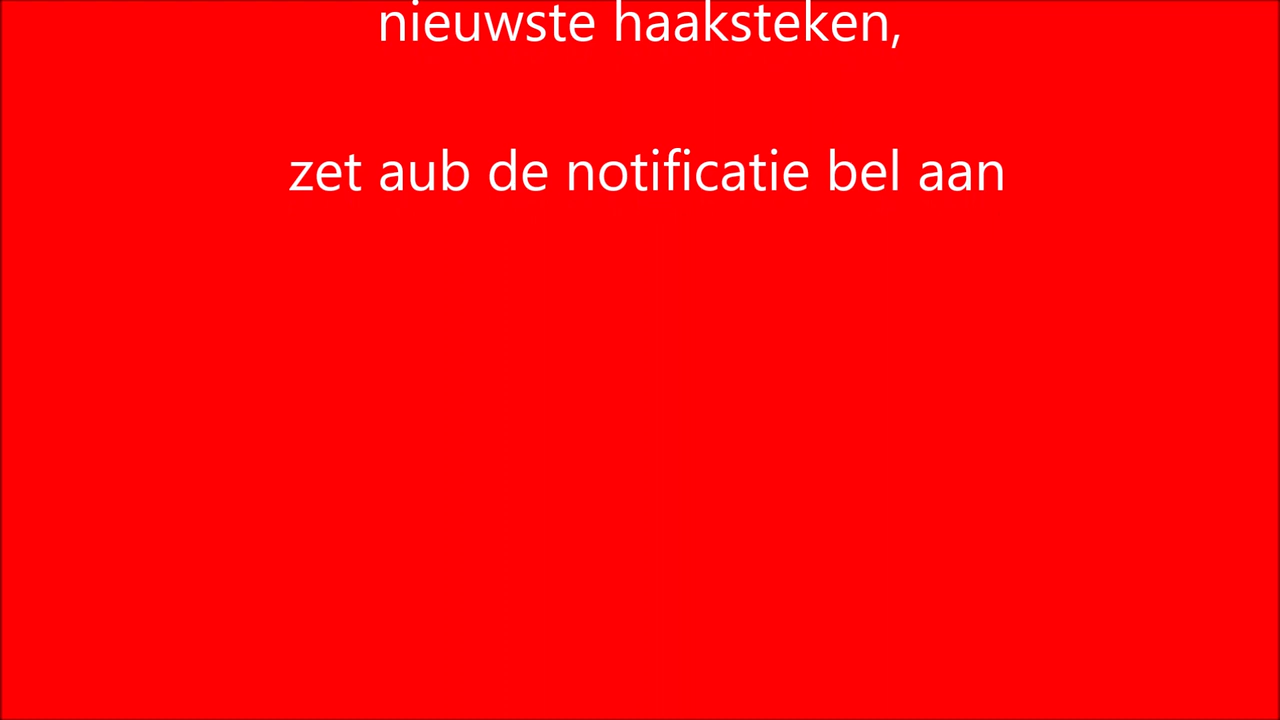 nieuwste haaksteken,
zet aub de notificatie bel aan